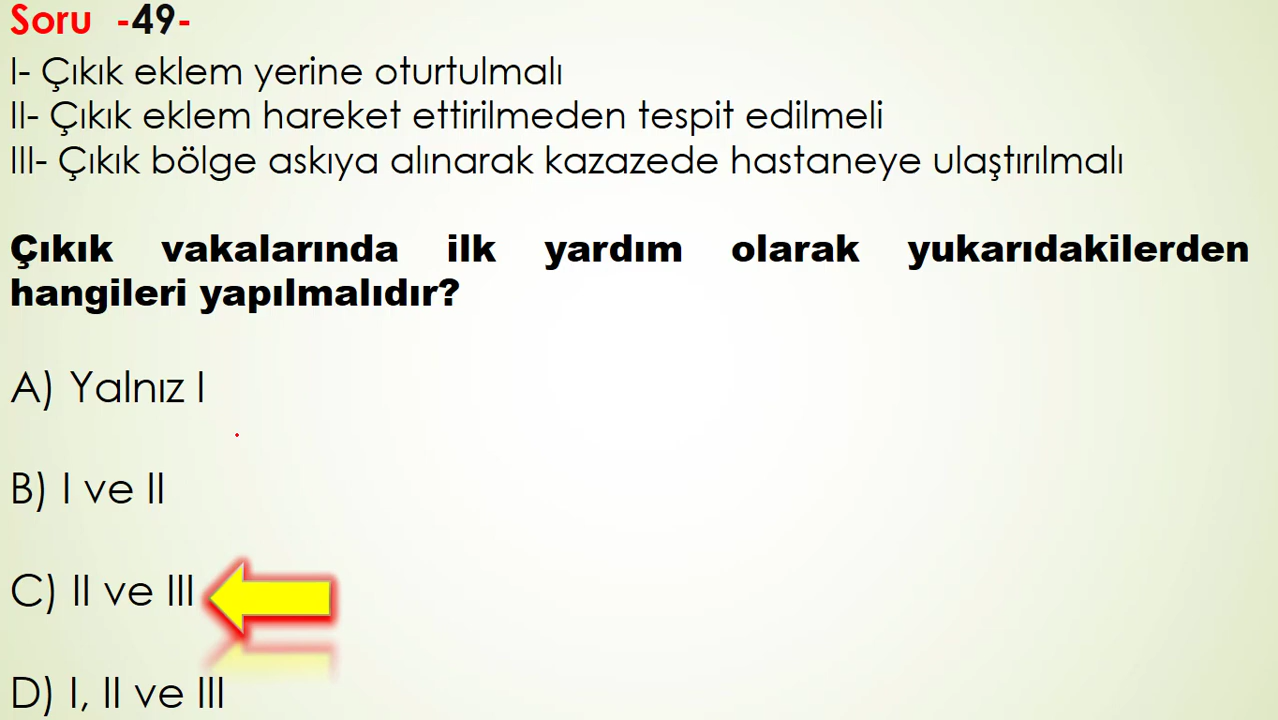 Soru -49-
I- Çıkık eklem yerine oturtulmalı
II- Çıkık eklem hareket ettirilmeden tespit edilmeli
III- Çıkık bölge askıya alınarak kazazede hastaneye ulaştırılmalı
Çıkık vakalarında ilk yardım olarak yukarıdakilerden
hangileri yapılmalıdır?
A) Yalnız I
B) I ve II
C) II ve III
D) I, II ve III